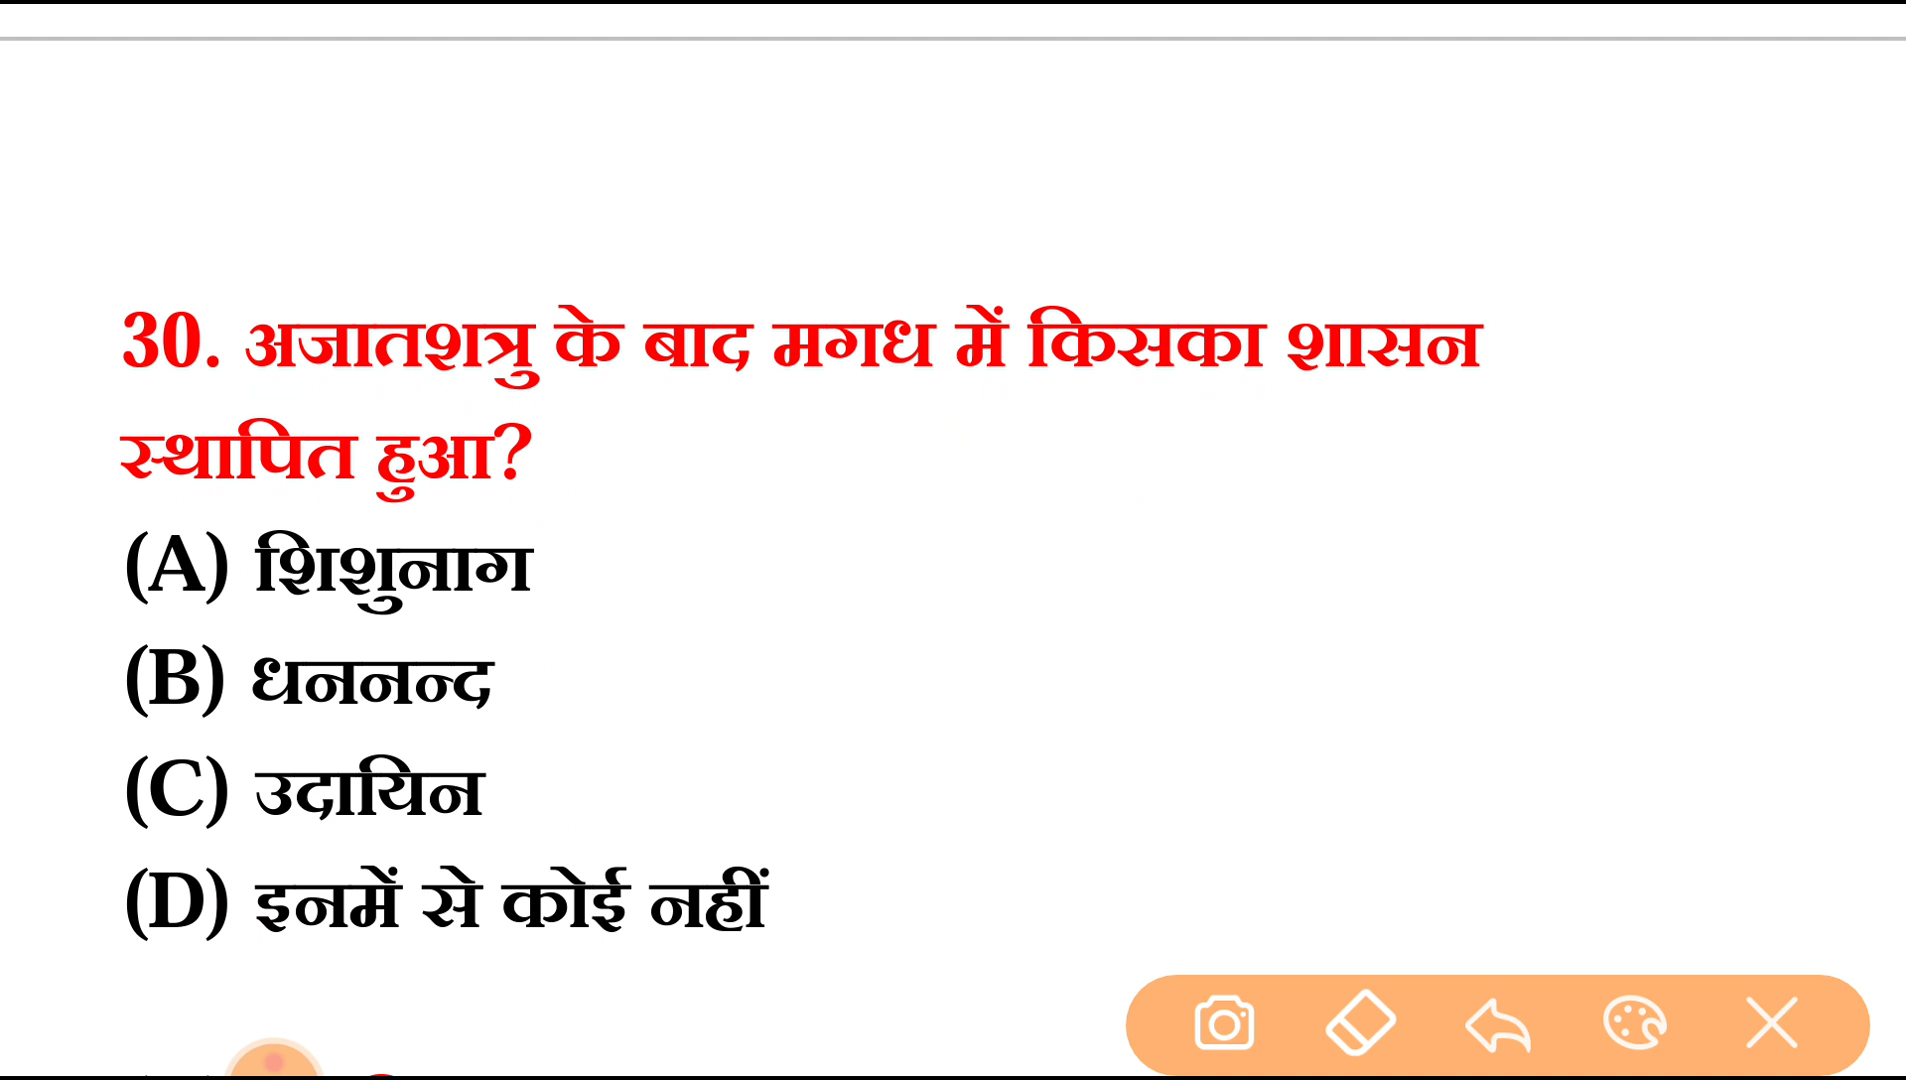 30. अजातशत्रु के बाद मगध में किसका शासन
स्थापित हुआ?
(A) शिशुनाग
(B) धननन्द
(C) उदायिन
(D) इनमें से कोई नहीं